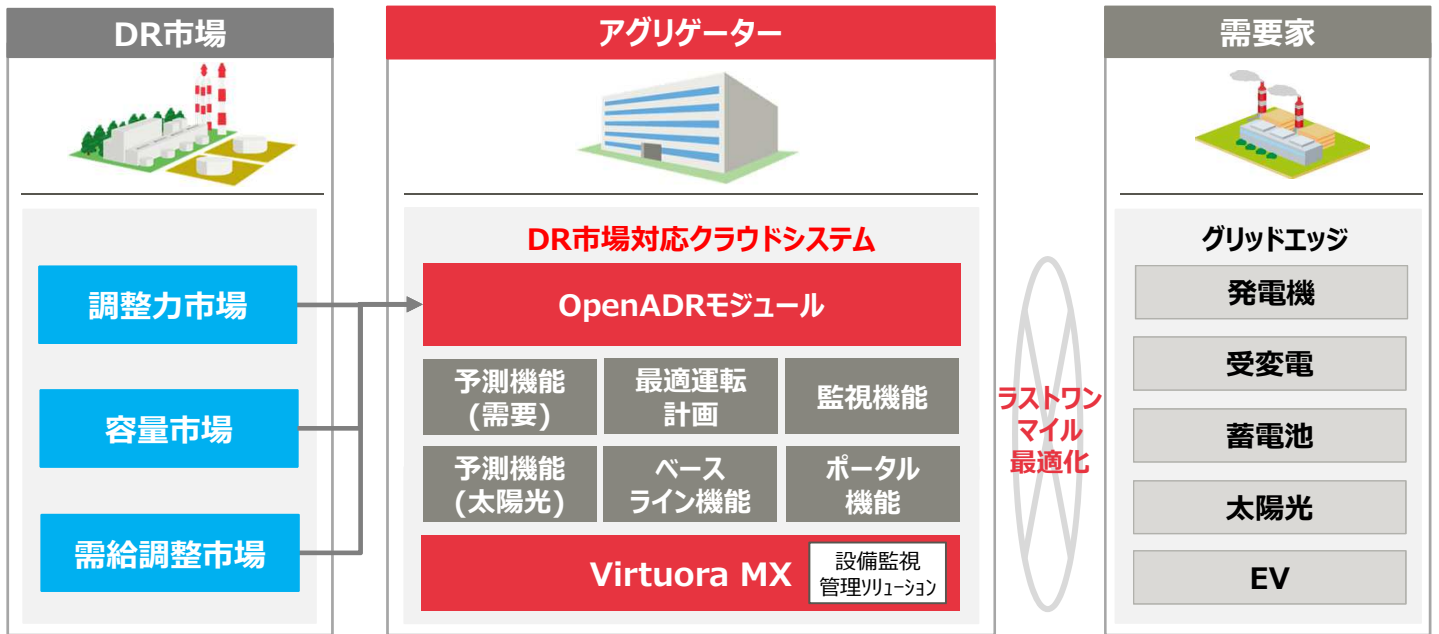 DR市場
調整力市場
容量市場
需給調整市場
アグリゲーター
DR市場対応クラウドシステム
OpenADRモジュール
予測機能
(需要)
最適運転
計画
監視機能
予測機能
(太陽光)
ベース
ライン機能
ポータル
機能
Virtuora MX
設備監視
管理ソリューション
ラストワン
マイル
最適化
需要家
グリッドエッジ
発電機
受変電
蓄電池
太陽光
EV